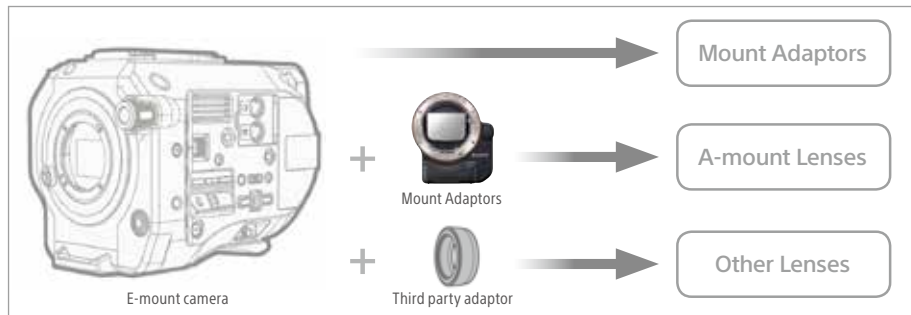 Mount Adaptors
A-mount Lenses
Mount Adaptors
Other Lenses
E-mount camera
Third party adaptor